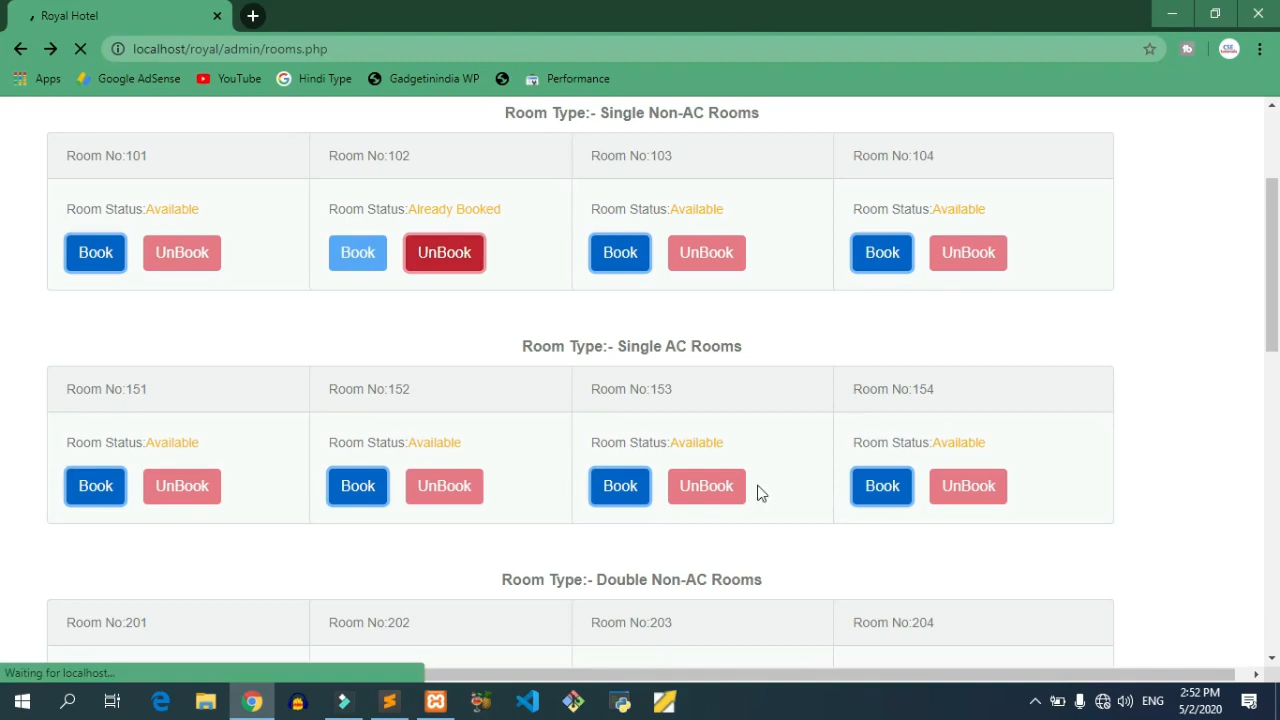 Royal Hotel
localhost/royal/admin/rooms.php
Apps Google AdSense YouTube Hindi Type Gadgetinindia WP Performance
Room Type:- Single Non-AC Rooms
Room No:101 Room No:102 Room No:103 Room No:104
Room Status:Available Room Status:Already Booked Room Status:Available Room Status:Available
Book UnBook Book UnBook Book UnBook Book UnBook
Room Type:- Single AC Rooms
Room No:151 Room No:152 Room No:153 Room No:154
Room Status:Available Room Status:Available Room Status:Available Room Status:Available
Book UnBook Book UnBook Book UnBook Book UnBook
Room Type:- Double Non-AC Rooms
Room No:201 Room No:202 Room No:203 Room No:204
Waiting for localhost...
ENG
2:52 PM
5/2/2020